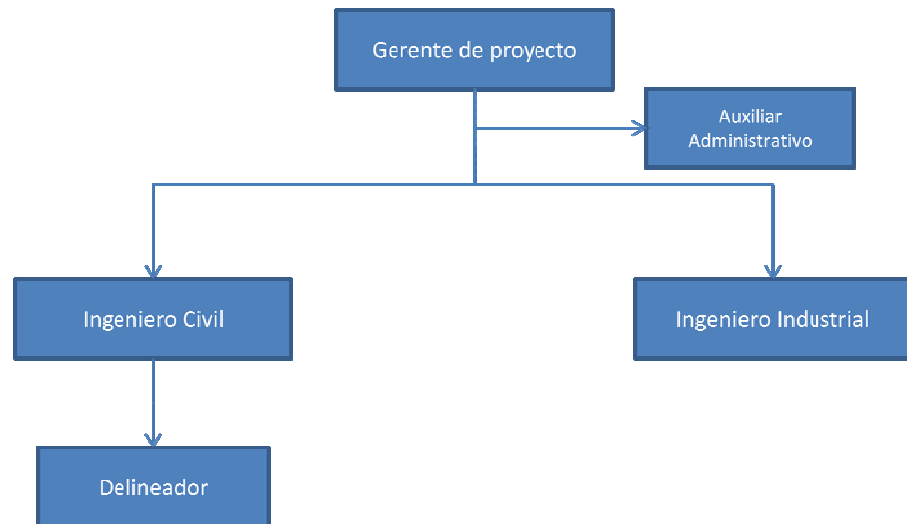 Gerente de proyecto
Auxiliar
Administrativo
Ingeniero Civil
Ingeniero Industrial
Delineador